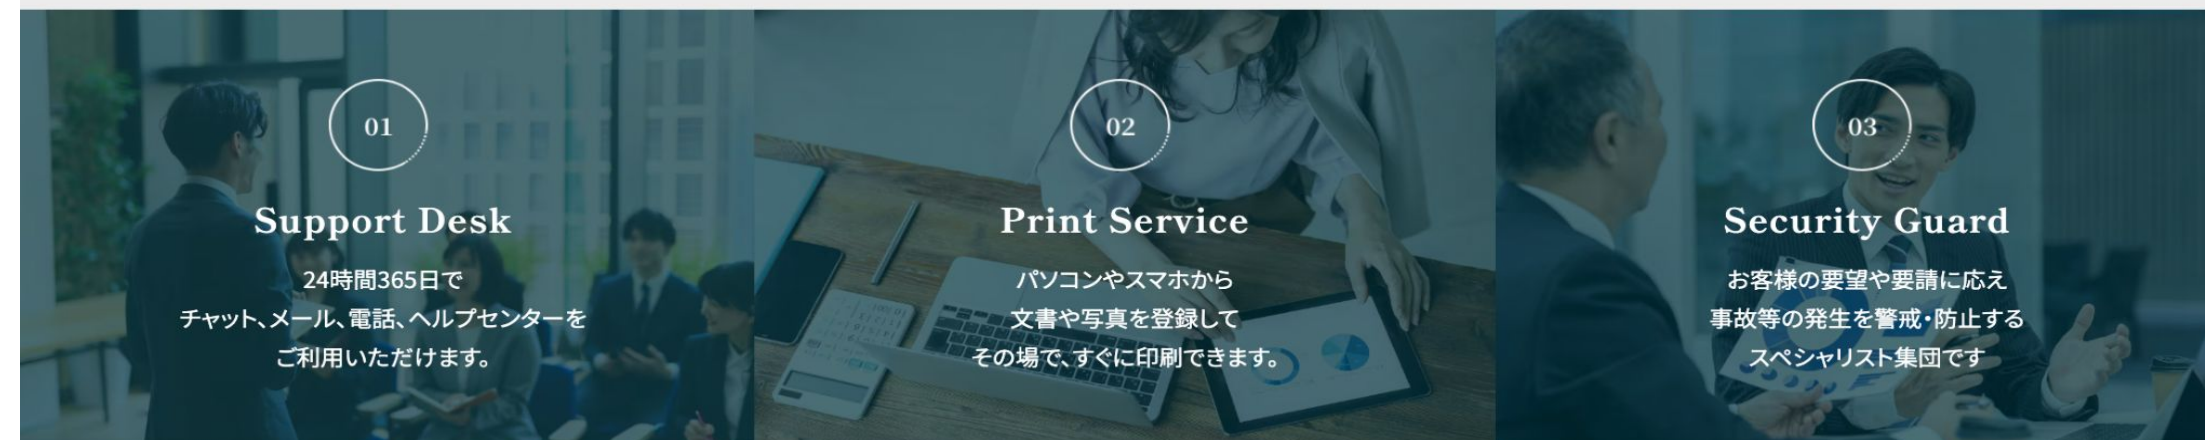 01
Support Desk
24時間365日で
チャット、メール、電話、ヘルプセンターを
ご利用いただけます。
02
Print Service
パソコンやスマホから
文書や写真を登録して
その場で、すぐに印刷できます。
03
Security Guard
お客様の要望や要請に応え
事故等の発生を警戒・防止する
スペシャリスト集団です